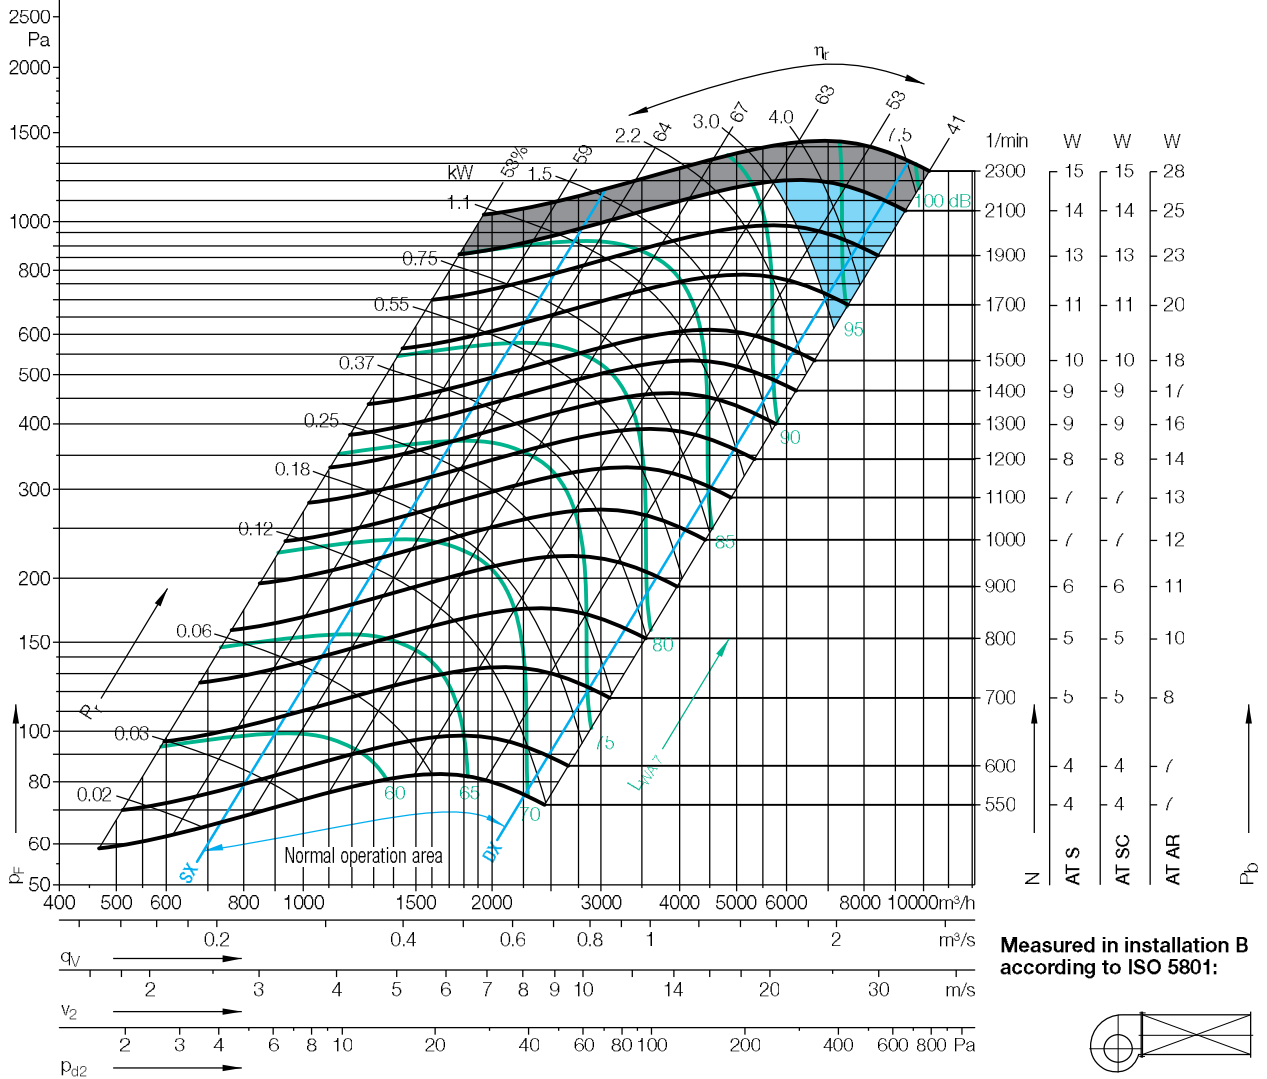 2500
Pa
2000
1500
1000
800
600
500
400
300
200
150
100
80
60
50
pF
Pr
ηr
53%
59
64
67
63
53
41
kW
1.1
1.5
2.2
3.0
4.0
7.5
0.75
0.55
0.37
0.25
0.18
0.12
0.06
0.03
0.02
100 dB
95
90
85
80
75
70
65
60
LWA7
SX
DX
Normal operation area
1/min W W W
2300 15 15 28
2100 14 14 25
1900 13 13 23
1700 11 11 20
1500 10 10 18
1400 9 9 17
1300 9 9 16
1200 8 8 14
1100 7 7 13
1000 7 7 12
900 6 6 11
800 5 5 10
700 5 5 8
600 4 4 7
550 4 4 7
N AT S AT SC AT AR Pb
400 500 600 800 1000 1500 2000 3000 4000 5000 6000 8000 10000 m³/h
0.2 0.4 0.6 0.8 1 2 m³/s
qV
2 3 4 5 6 7 8 9 10 14 20 30 m/s
v2
2 3 4 6 8 10 20 40 60 80 100 200 400 600 800 Pa
pd2
Measured in installation B
according to ISO 5801: